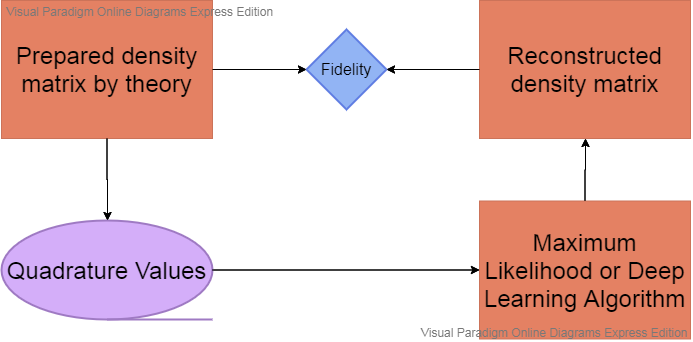 Visual Paradigm Online Diagrams Express Edition
Prepared density
matrix by theory
Fidelity
Reconstructed
density matrix
Quadrature Values
Maximum
Likelihood or Deep
Learning Algorithm
Visual Paradigm Online Diagrams Express Edition